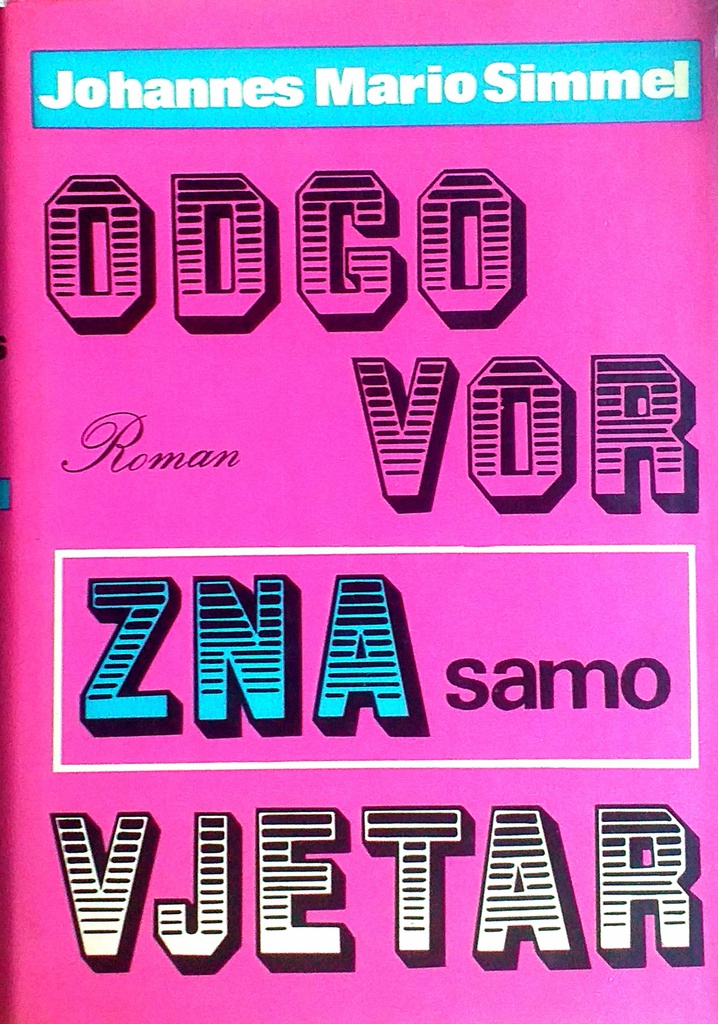 Johannes Mario Simmel
ODGO
VOR
Roman
ZNA samo
VJETAR